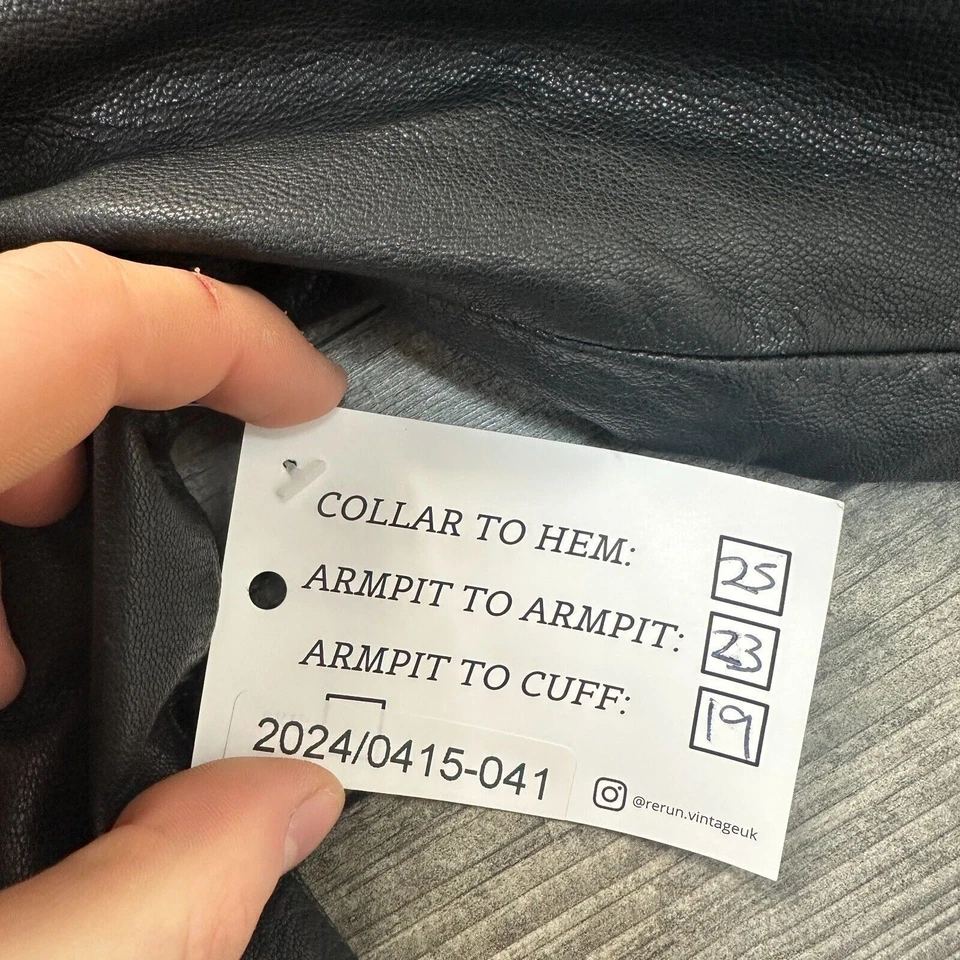 COLLAR TO HEM: 25
ARMPIT TO ARMPIT: 23
ARMPIT TO CUFF: 19
2024/0415-041
@rerun.vintageuk